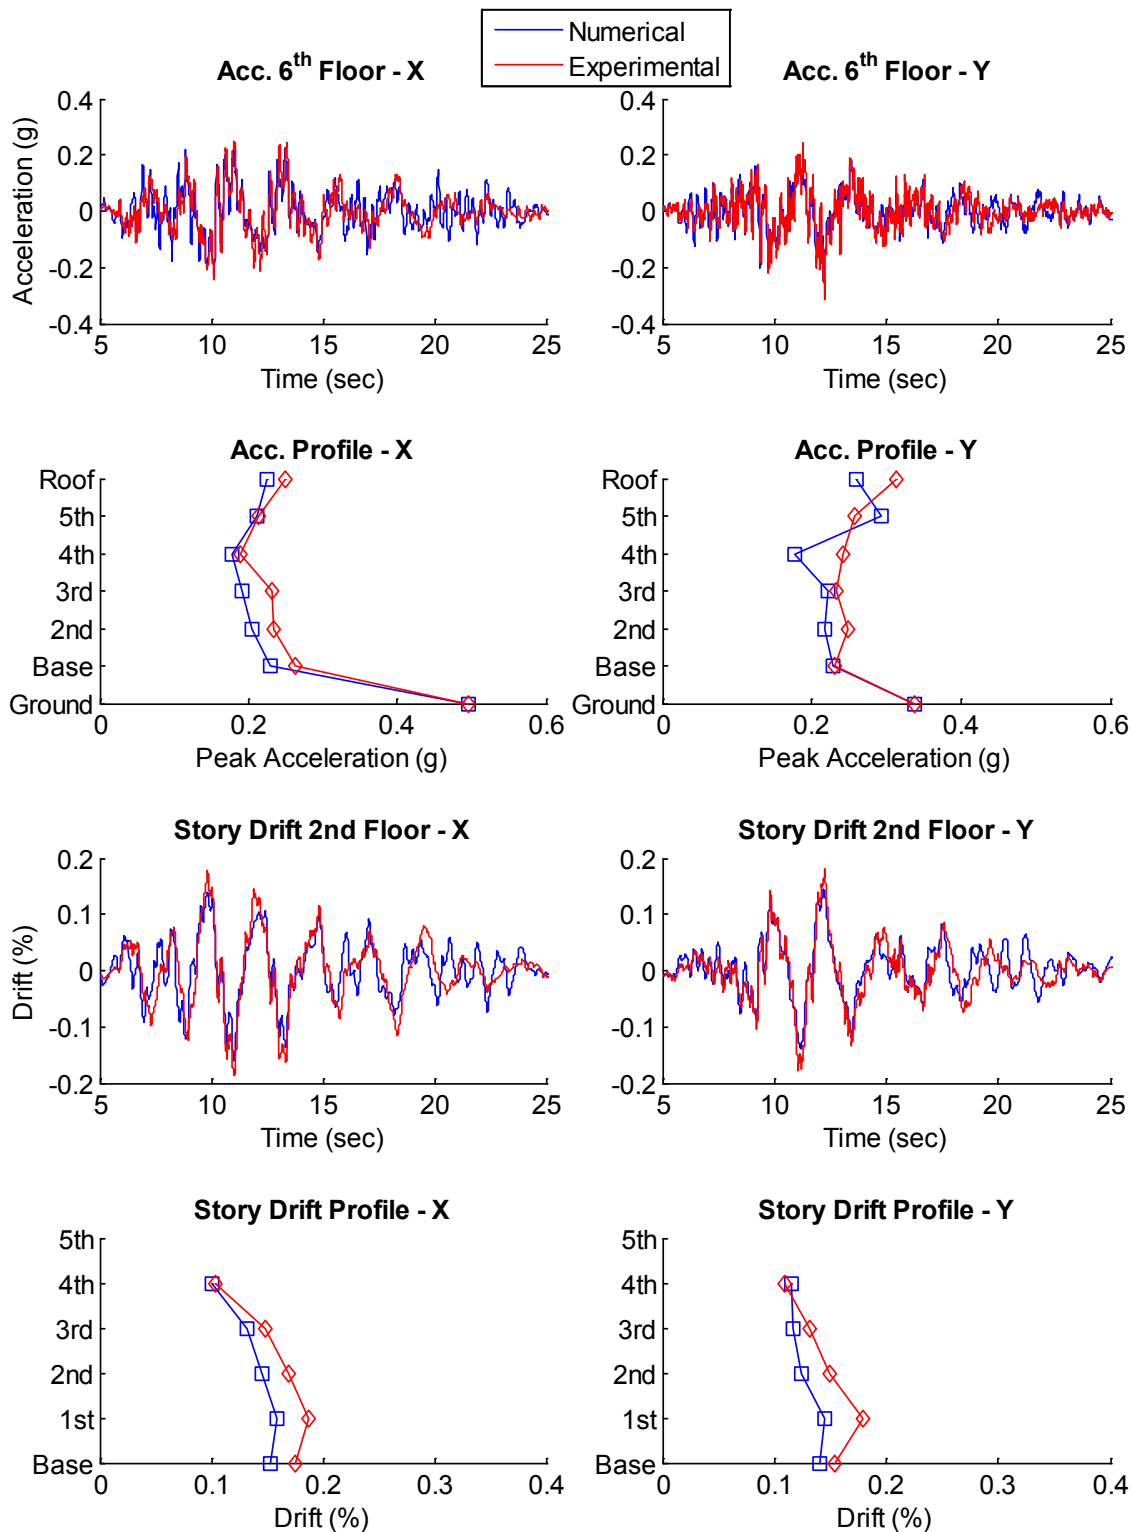 Numerical
Experimental
Acc. 6th Floor - X
Acc. 6th Floor - Y
Acceleration (g)
0.4
0.2
0
-0.2
-0.4
5
10
15
20
25
Time (sec)
0.4
0.2
0
-0.2
-0.4
5
10
15
20
25
Time (sec)
Acc. Profile - X
Roof
5th
4th
3rd
2nd
Base
Ground
0
0.2
0.4
0.6
Peak Acceleration (g)
Acc. Profile - Y
Roof
5th
4th
3rd
2nd
Base
Ground
0
0.2
0.4
0.6
Peak Acceleration (g)
Story Drift 2nd Floor - X
Drift (%)
0.2
0.1
0
-0.1
-0.2
5
10
15
20
25
Time (sec)
Story Drift 2nd Floor - Y
0.2
0.1
0
-0.1
-0.2
5
10
15
20
25
Time (sec)
Story Drift Profile - X
5th
4th
3rd
2nd
1st
Base
0
0.1
0.2
0.3
0.4
Drift (%)
Story Drift Profile - Y
5th
4th
3rd
2nd
1st
Base
0
0.1
0.2
0.3
0.4
Drift (%)